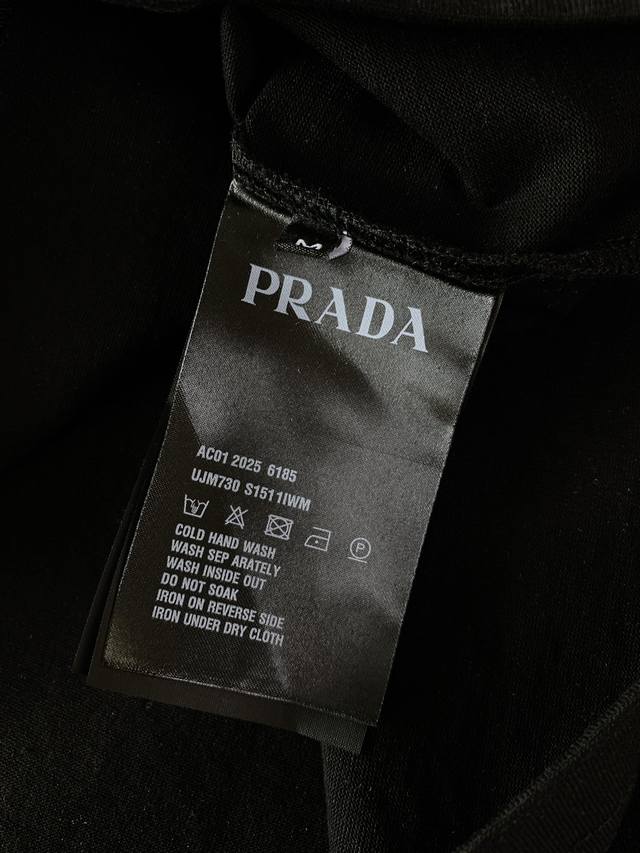 M
PRADA
AC01 2025 6185
UJM730 S1511IWM
P
COLD HAND WASH
WASH SEP ARATELY
WASH INSIDE OUT
DO NOT SOAK
IRON ON REVERSE SIDE
IRON UNDER DRY CLOTH